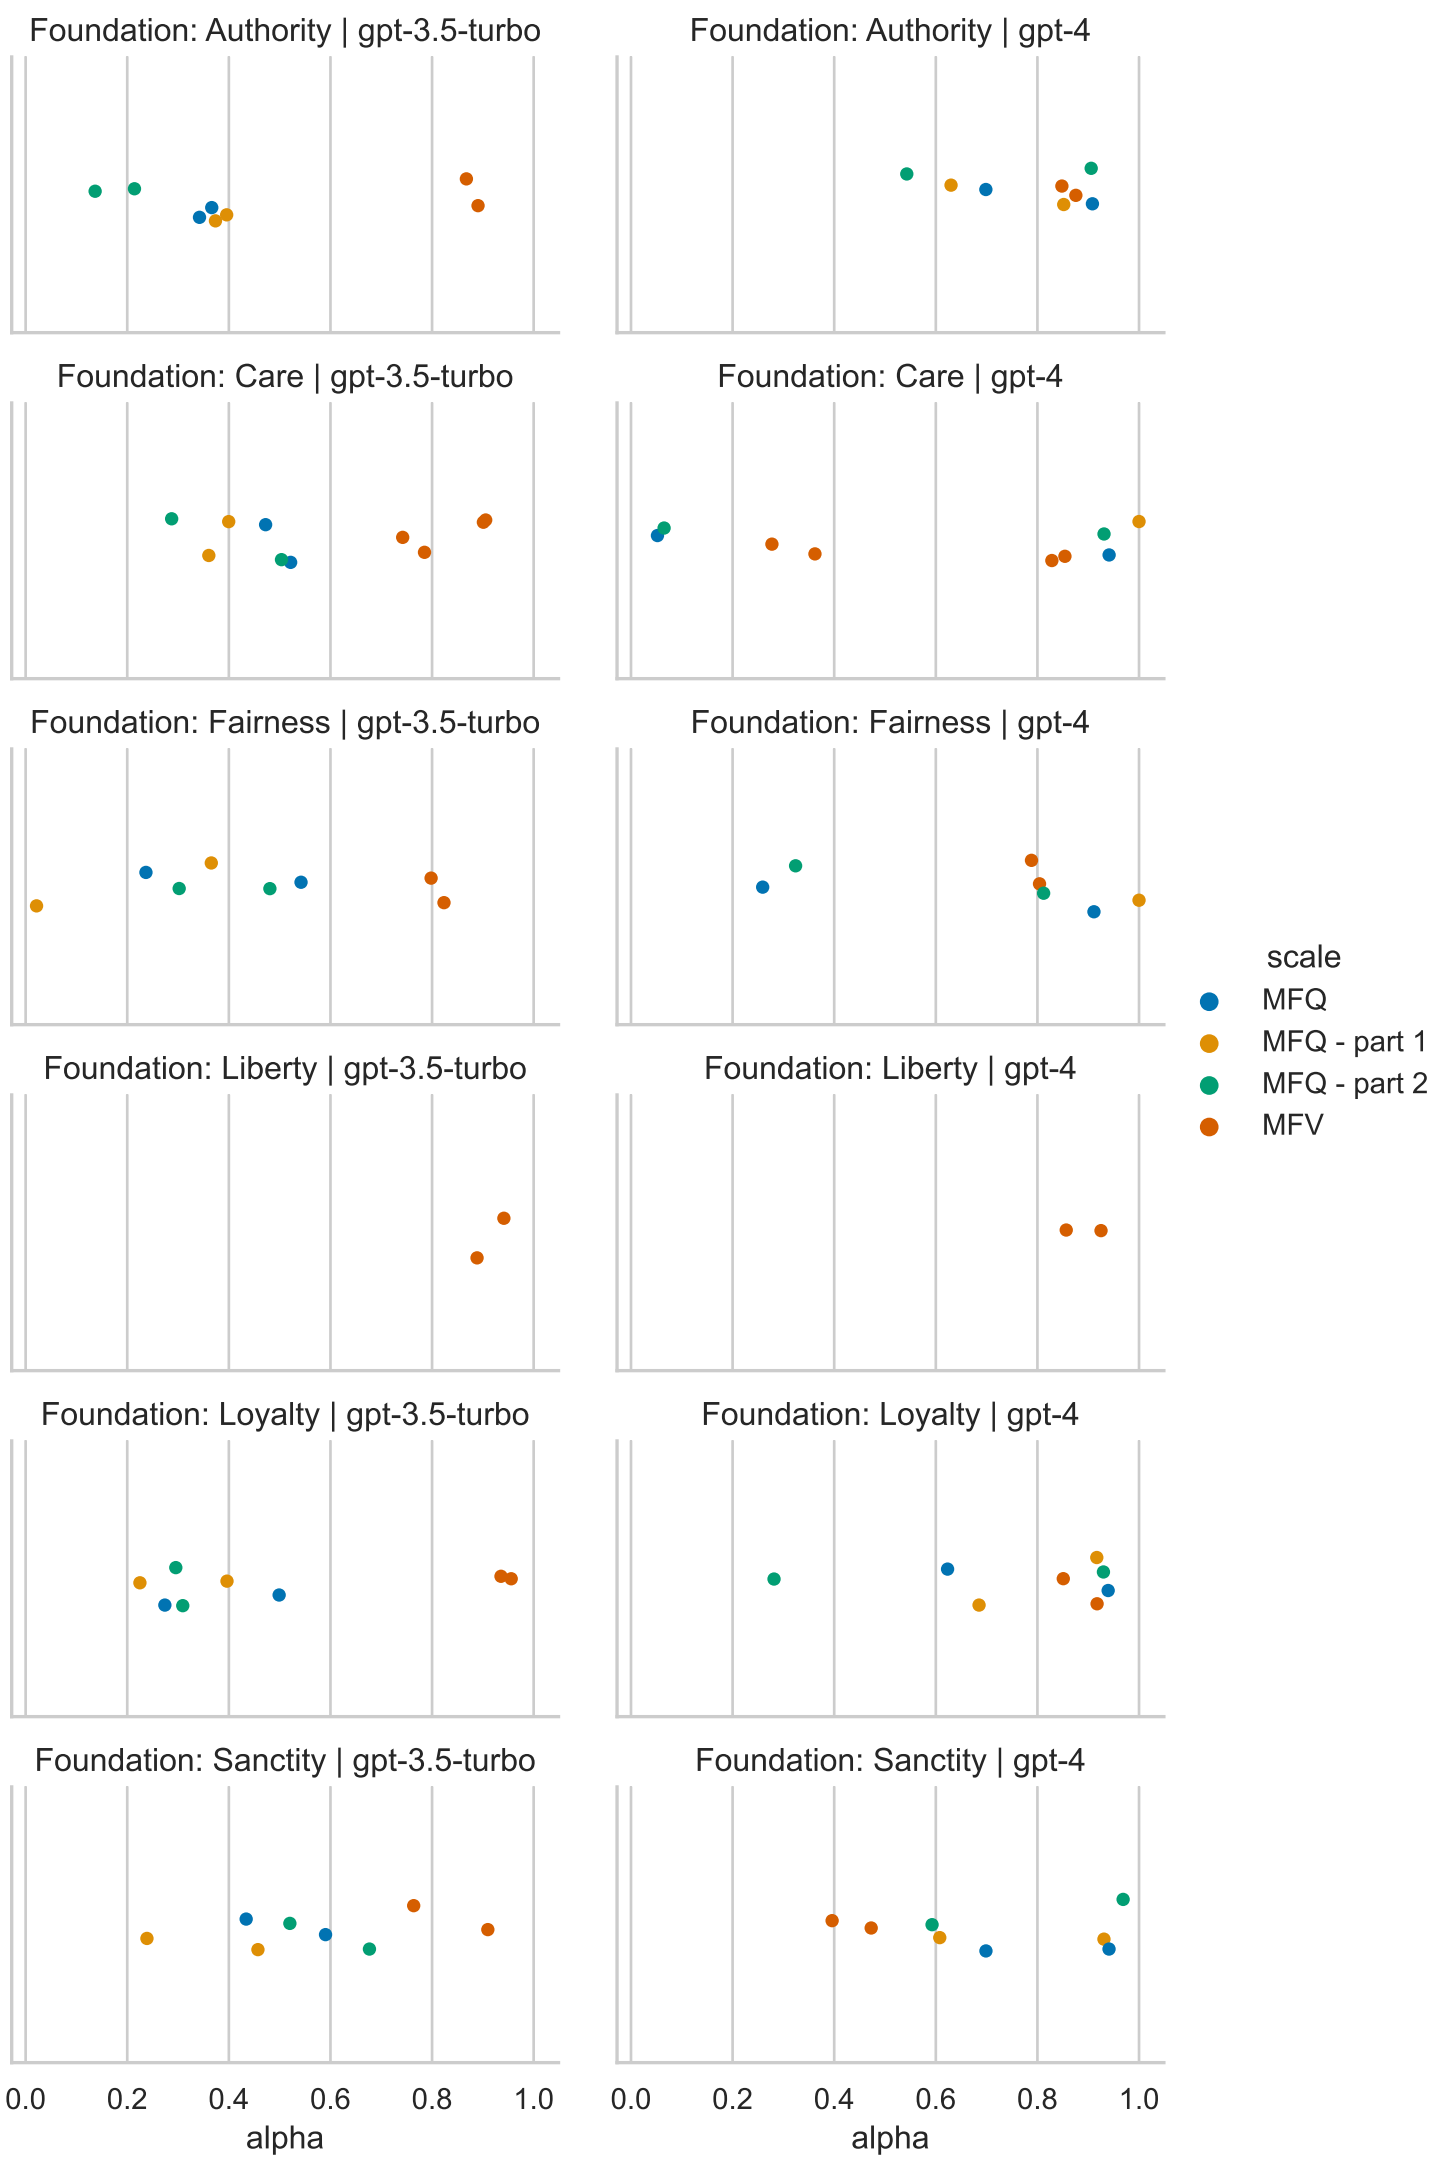 Foundation: Authority | gpt-3.5-turbo
Foundation: Authority | gpt-4
Foundation: Care | gpt-3.5-turbo
Foundation: Care | gpt-4
Foundation: Fairness | gpt-3.5-turbo
Foundation: Fairness | gpt-4
scale
MFQ
MFQ - part 1
MFQ - part 2
MFV
Foundation: Liberty | gpt-3.5-turbo
Foundation: Liberty | gpt-4
Foundation: Loyalty | gpt-3.5-turbo
Foundation: Loyalty | gpt-4
Foundation: Sanctity | gpt-3.5-turbo
Foundation: Sanctity | gpt-4
0.0 0.2 0.4 0.6 0.8 1.0
alpha
0.0 0.2 0.4 0.6 0.8 1.0
alpha